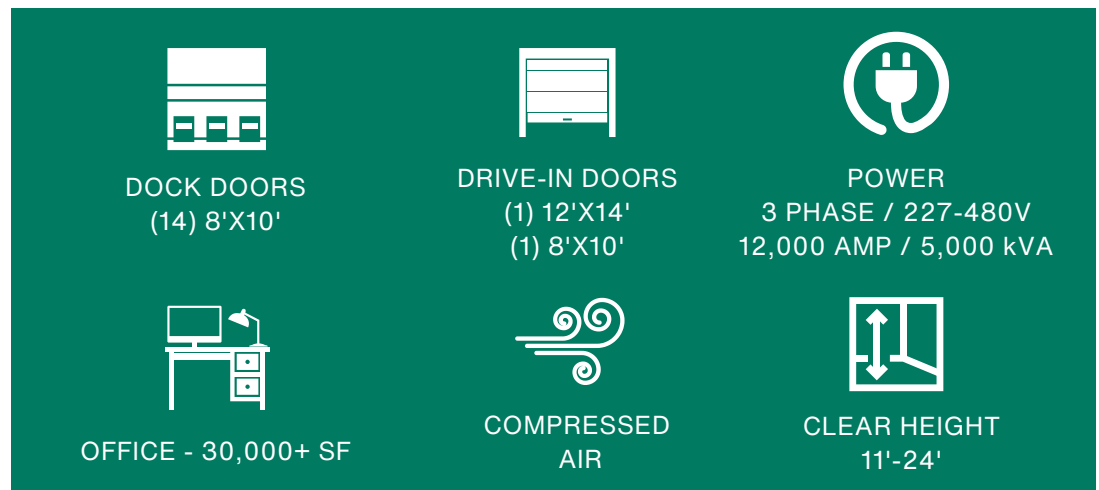 DOCK DOORS
(14) 8'X10'
DRIVE-IN DOORS
(1) 12'X14'
(1) 8'X10'
POWER
3 PHASE / 227-480V
12,000 AMP / 5,000 kVA
OFFICE - 30,000+ SF
COMPRESSED
AIR
CLEAR HEIGHT
11'-24'